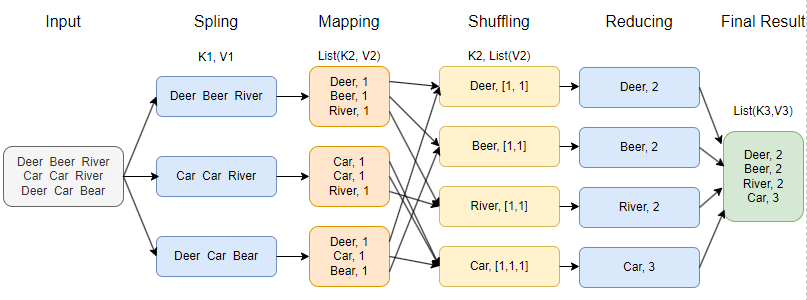 Input
Spling
Mapping
Shuffling
Reducing
Final Result
K1, V1
List(K2, V2)
K2, List(V2)
List(K3,V3)
Deer Beer River
Car Car River
Deer Car Bear
Deer Beer River
Car Car River
Deer Car Bear
Deer, 1
Beer, 1
River, 1
Car, 1
Car, 1
River, 1
Deer, 1
Car, 1
Bear, 1
Deer, [1, 1]
Beer, [1,1]
River, [1,1]
Car, [1,1,1]
Deer, 2
Beer, 2
River, 2
Car, 3
Deer, 2
Beer, 2
River, 2
Car, 3